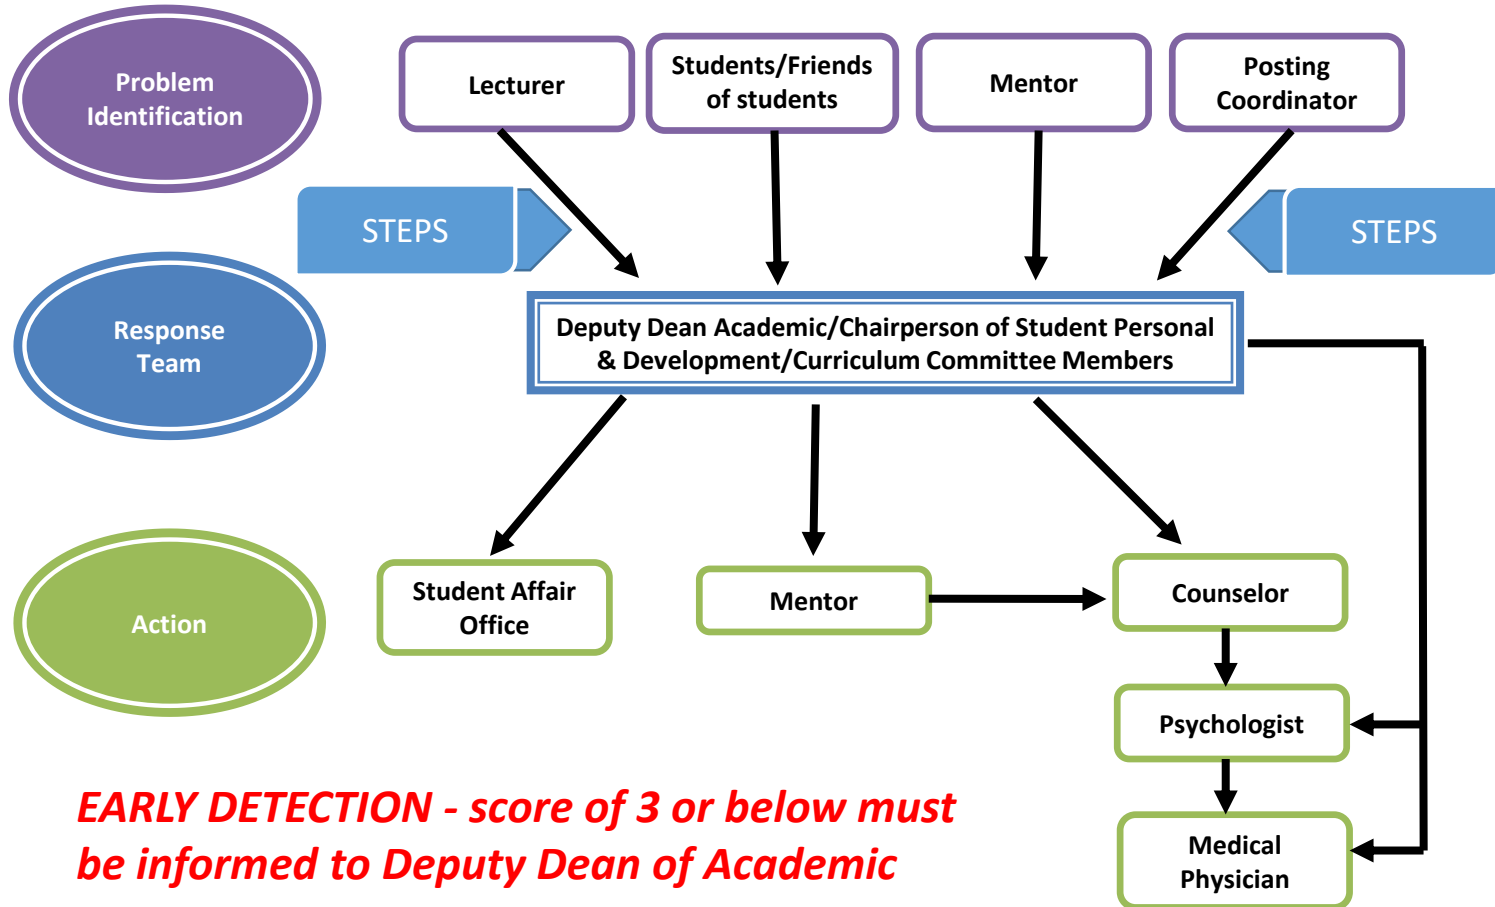 Problem
Identification
Lecturer
Students/Friends
of students
Mentor
Posting
Coordinator
STEPS
STEPS
Response
Team
Deputy Dean Academic/Chairperson of Student Personal
& Development/Curriculum Committee Members
Action
Student Affair
Office
Mentor
Counselor
Psychologist
Medical
Physician
EARLY DETECTION - score of 3 or below must
be informed to Deputy Dean of Academic